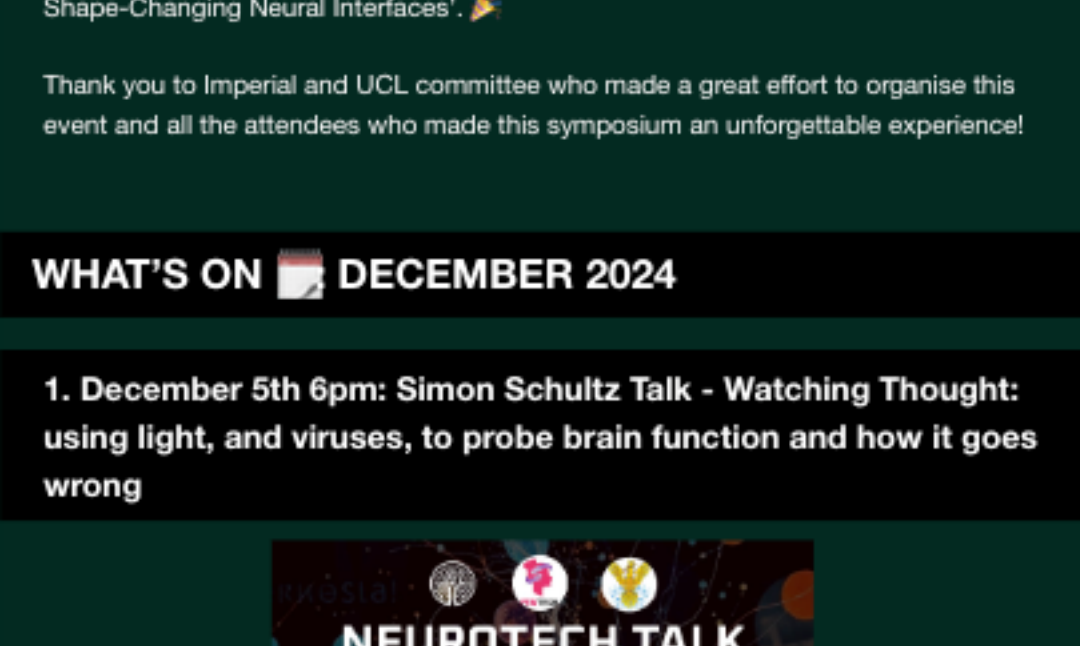 Shape-Changing Neural Interfaces'. 🎉
Thank you to Imperial and UCL committee who made a great effort to organise this
event and all the attendees who made this symposium an unforgettable experience!
WHAT'S ON 🗓 DECEMBER 2024
1. December 5th 6pm: Simon Schultz Talk - Watching Thought:
using light, and viruses, to probe brain function and how it goes
wrong
NEUROTECH TALK